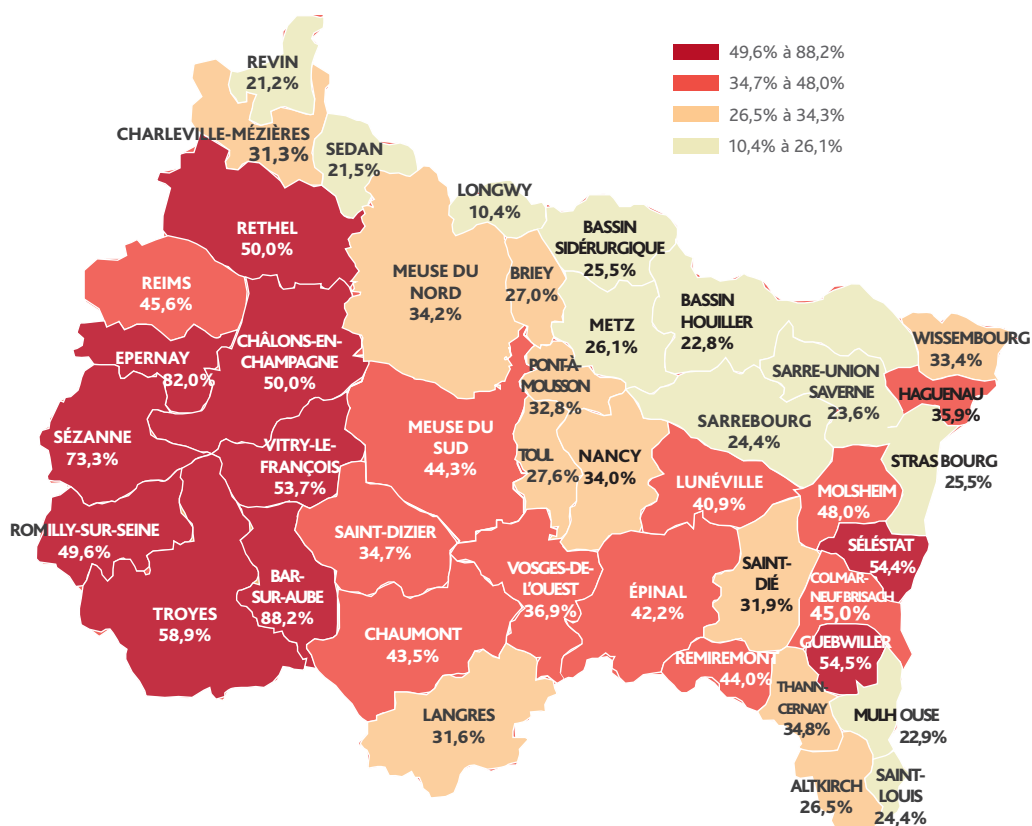 49,6% à 88,2%
34,7% à 48,0%
26,5% à 34,3%
10,4% à 26,1%
REVIN
21,2%
CHARLEVILLE-MÉZIÈRES
31,3%
SEDAN
21,5%
LONGWY
10,4%
RETHEL
50,0%
BASSIN
SIDÉRURGIQUE
25,5%
MEUSE DU
NORD
34,2%
BRIEY
27,0%
REIMS
45,6%
BASSIN
HOUILLER
22,8%
METZ
26,1%
WISSEMBOURG
33,4%
EPERNAY
82,0%
CHÂLONS-EN-
CHAMPAGNE
50,0%
PONT-À-
MOUSSON
32,8%
SARRE-UNION
SAVERNE
23,6%
HAGUENAU
35,9%
SARREBOURG
24,4%
SÉZANNE
73,3%
MEUSE DU
SUD
44,3%
VITRY-LE-
FRANÇOIS
53,7%
TOUL
27,6%
NANCY
34,0%
STRAS BOURG
25,5%
LUNÉVILLE
40,9%
MOLSHEIM
48,0%
ROMILLY-SUR-SEINE
49,6%
SAINT-DIZIER
34,7%
SÉLÉSTAT
54,4%
BAR-
SUR-AUBE
88,2%
VOSGES-DE-
L'OUEST
36,9%
SAINT-
DIÉ
31,9%
COLMAR-
NEUF BRISACH
45,0%
ÉPINAL
42,2%
TROYES
58,9%
CHAUMONT
43,5%
GUEBWILLER
54,5%
REMIREMONT
44,0%
THANN-
CERNAY
34,8%
LANGRES
31,6%
MULH OUSE
22,9%
ALTKIRCH
26,5%
SAINT-
LOUIS
24,4%